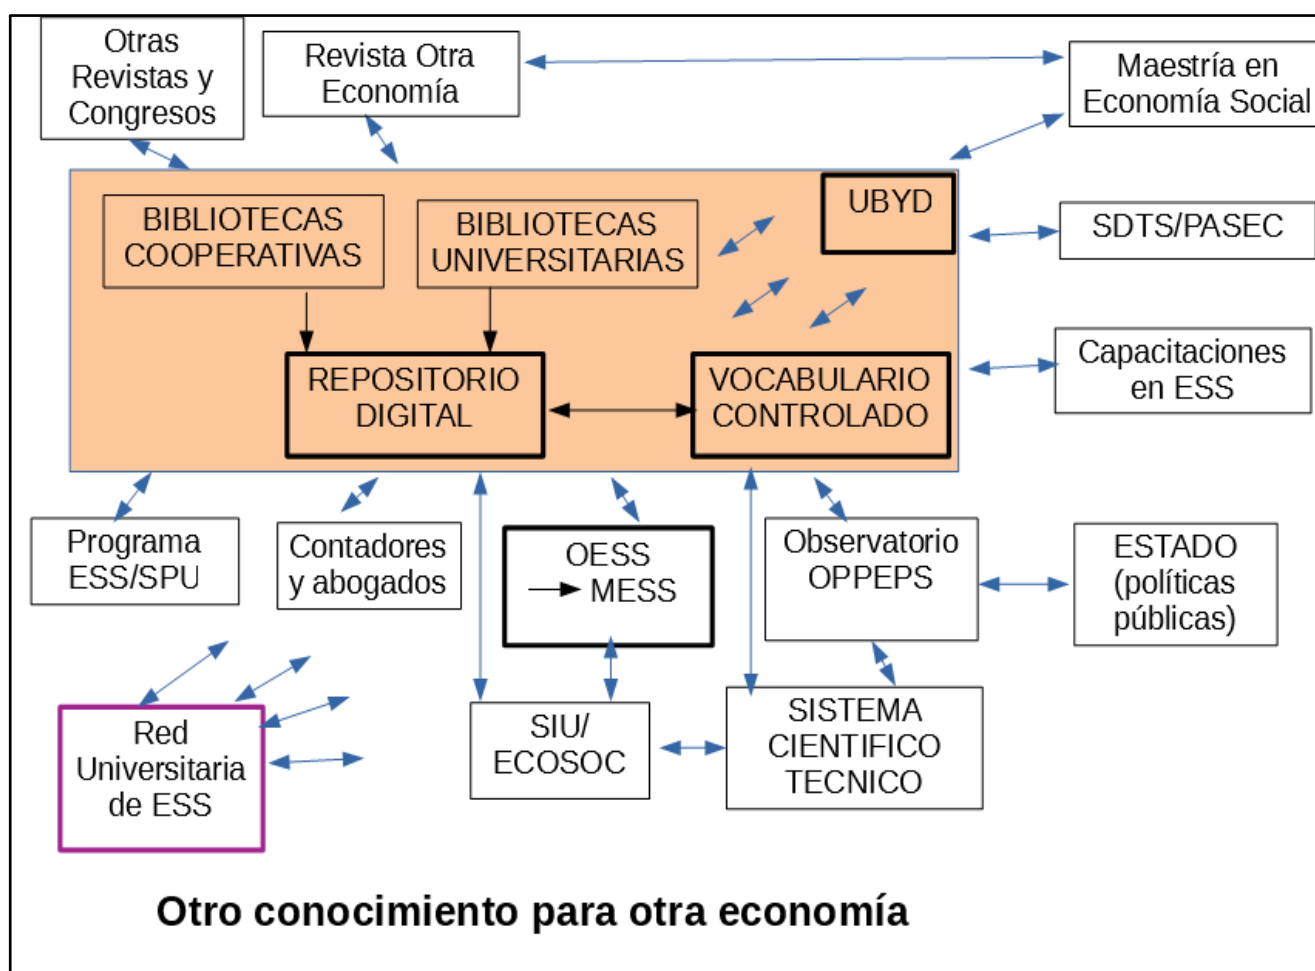 Otras
Revistas y
Congresos
Revista Otra
Economía
Maestría en
Economía Social
BIBLIOTECAS
COOPERATIVAS
BIBLIOTECAS
UNIVERSITARIAS
UBYD
SDTS/PASEC
REPOSITORIO
DIGITAL
VOCABULARIO
CONTROLADO
Capacitaciones
en ESS
Programa
ESS/SPU
Contadores
y abogados
OESS
MESS
Observatorio
OPPEPS
ESTADO
(políticas
públicas)
Red
Universitaria
de ESS
SIU/
ECOSOC
SISTEMA
CIENTIFICO
TECNICO
Otro conocimiento para otra economía